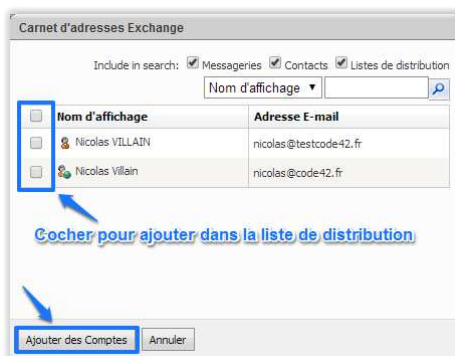 Carnet d'adresses Exchange
Include in search: Messageries Contacts Listes de distribution
Nom d'affichage
Nom d'affichage Adresse E-mail
Nicolas VILLAIN nicolas@testcode42.fr
Nicolas Villain nicolas@code42.fr
Cocher pour ajouter dans la liste de distribution
Ajouter des Comptes Annuler